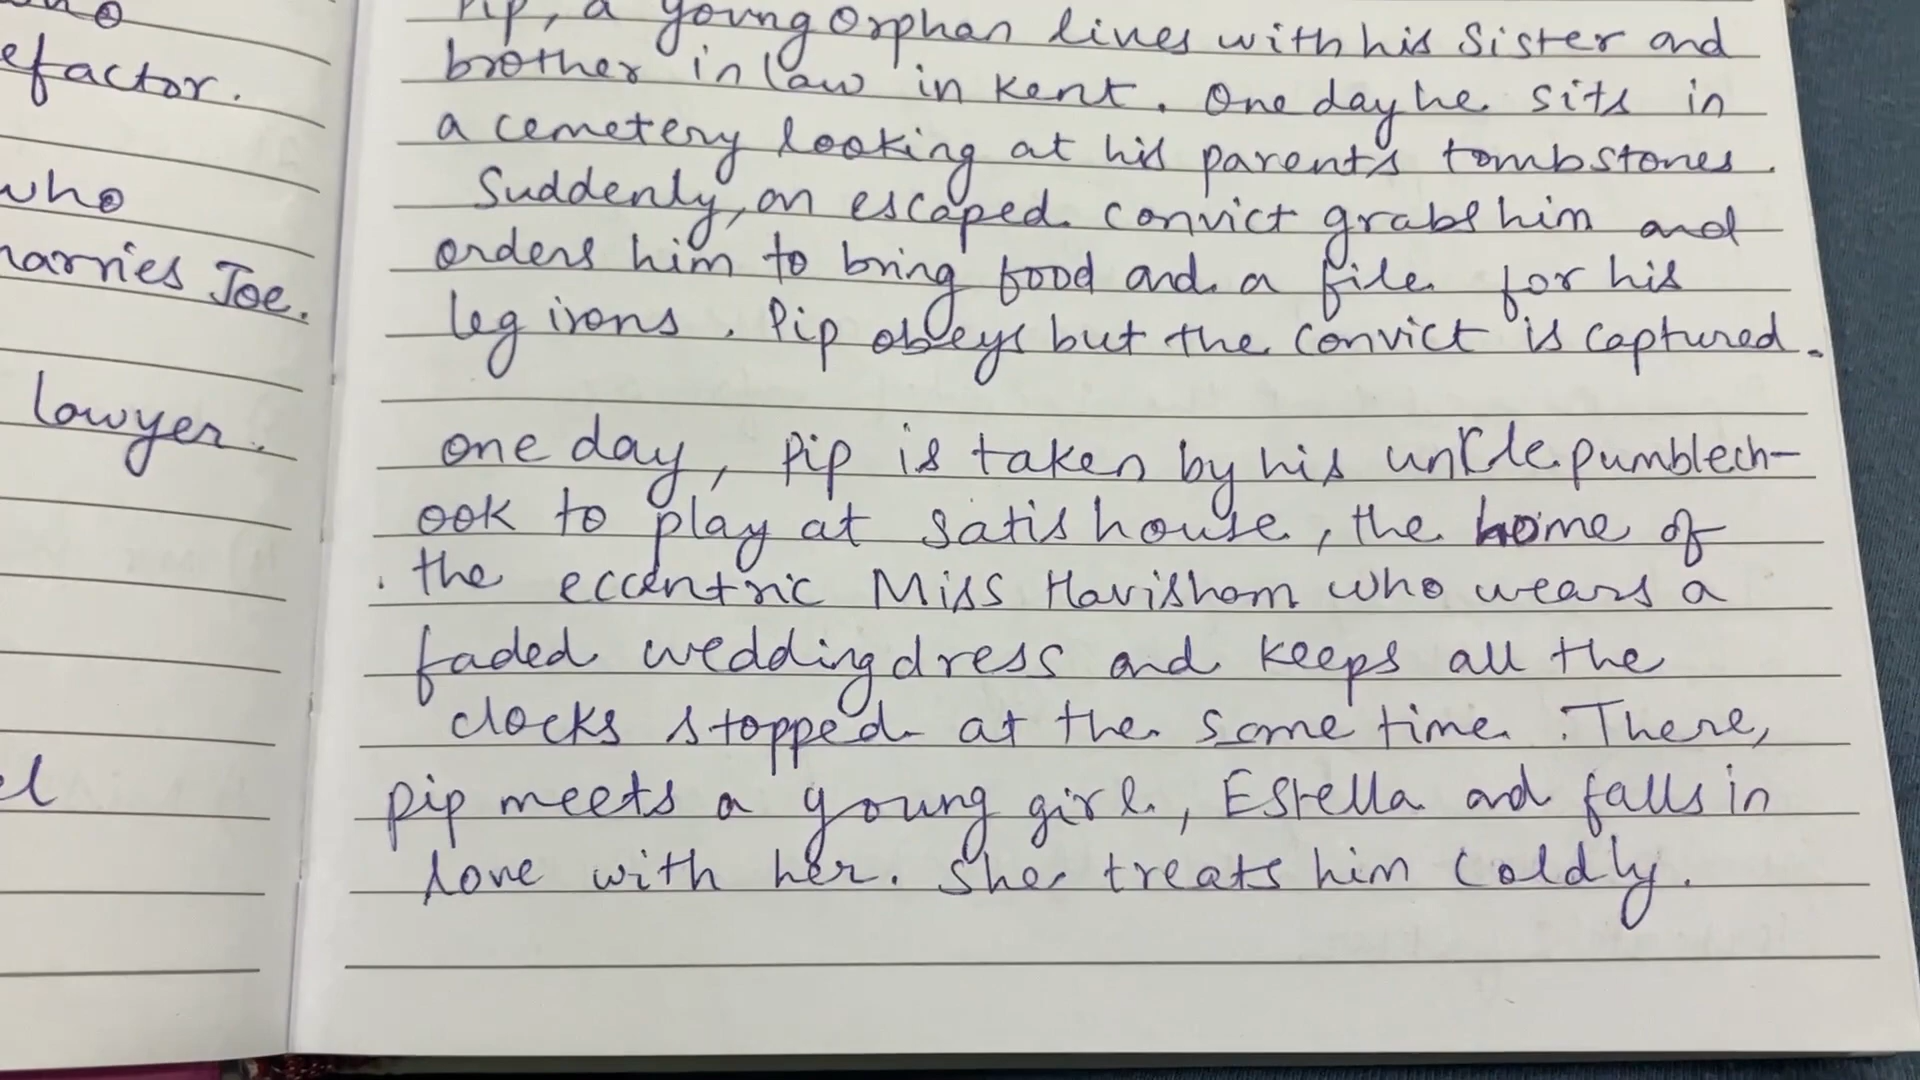 efactor.
who
marries Joe.
lawyer.
Pip, a young orphan lives with his sister and
brother in law in Kent. One day he sits in
a cemetery looking at his parents tombstones.
Suddenly, an escaped convict grabs him and
orders him to bring food and a file for his
leg irons. Pip obeys but the convict is captured.
one day, Pip is taken by his uncle pumblech-
ook to play at satis house, the home of
the eccentric Miss Havisham who wears a
faded wedding dress and keeps all the
clocks stopped at the same time. There,
pip meets a young girl, Estella and falls in
love with her. She treats him coldly.